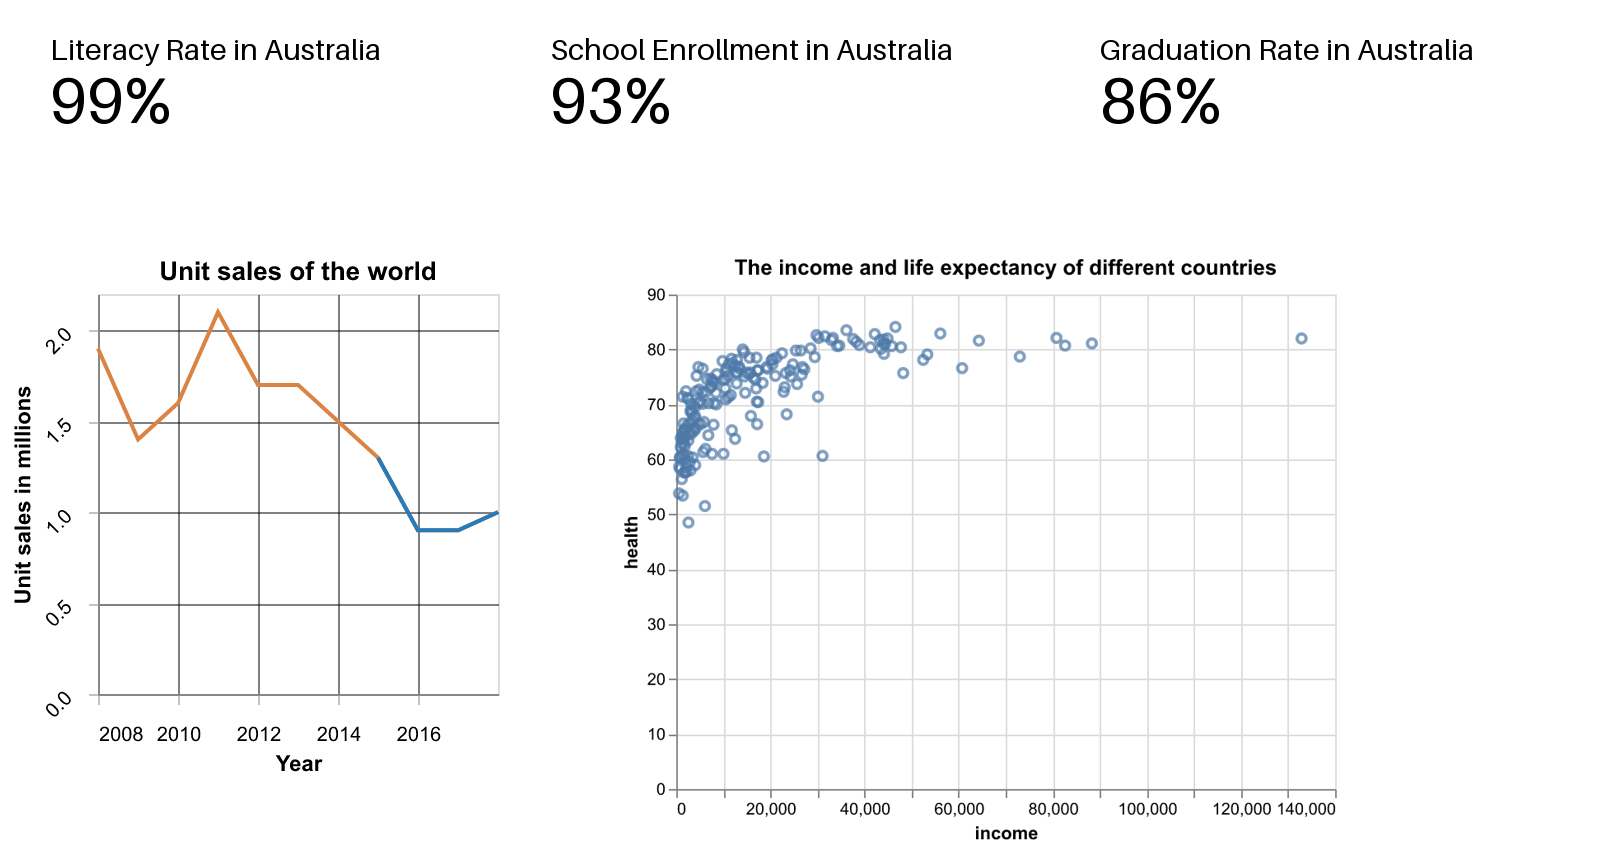 Literacy Rate in Australia
99%
School Enrollment in Australia
93%
Graduation Rate in Australia
86%
Unit sales of the world
Unit sales in millions
2.0
1.5
1.0
0.5
0.0
2008 2010 2012 2014 2016
Year
The income and life expectancy of different countries
health
90
80
70
60
50
40
30
20
10
0
0 20,000 40,000 60,000 80,000 100,000 120,000 140,000
income